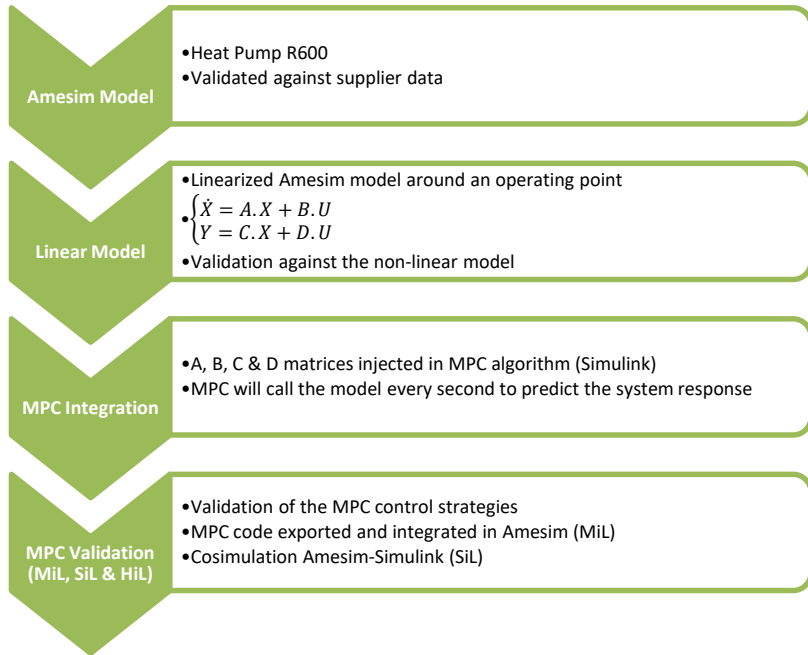 Amesim Model
•Heat Pump R600
•Validated against supplier data
Linear Model
•Linearized Amesim model around an operating point
•{Ẋ = A.X + B.U
Y = C.X + D.U
•Validation against the non-linear model
MPC Integration
•A, B, C & D matrices injected in MPC algorithm (Simulink)
•MPC will call the model every second to predict the system response
MPC Validation
(MiL, SiL & HiL)
•Validation of the MPC control strategies
•MPC code exported and integrated in Amesim (MiL)
•Cosimulation Amesim-Simulink (SiL)